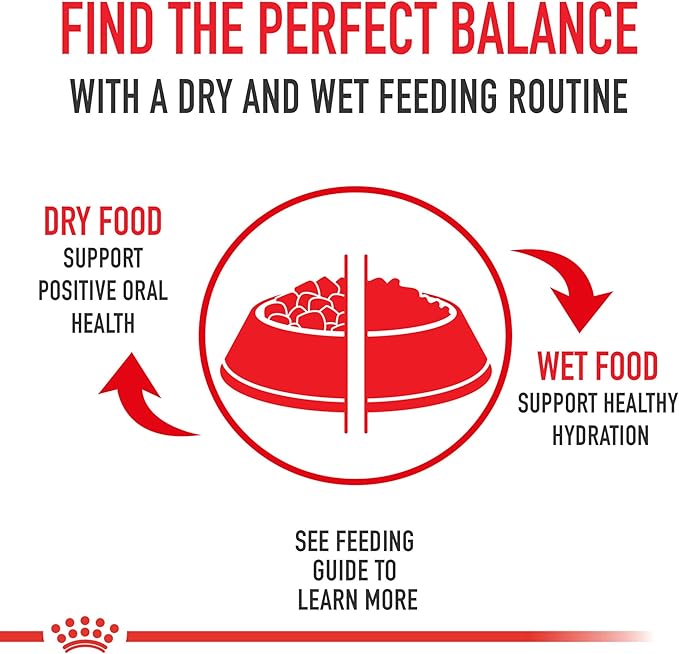 FIND THE PERFECT BALANCE
WITH A DRY AND WET FEEDING ROUTINE
DRY FOOD
SUPPORT
POSITIVE ORAL
HEALTH
WET FOOD
SUPPORT HEALTHY
HYDRATION
SEE FEEDING
GUIDE TO
LEARN MORE